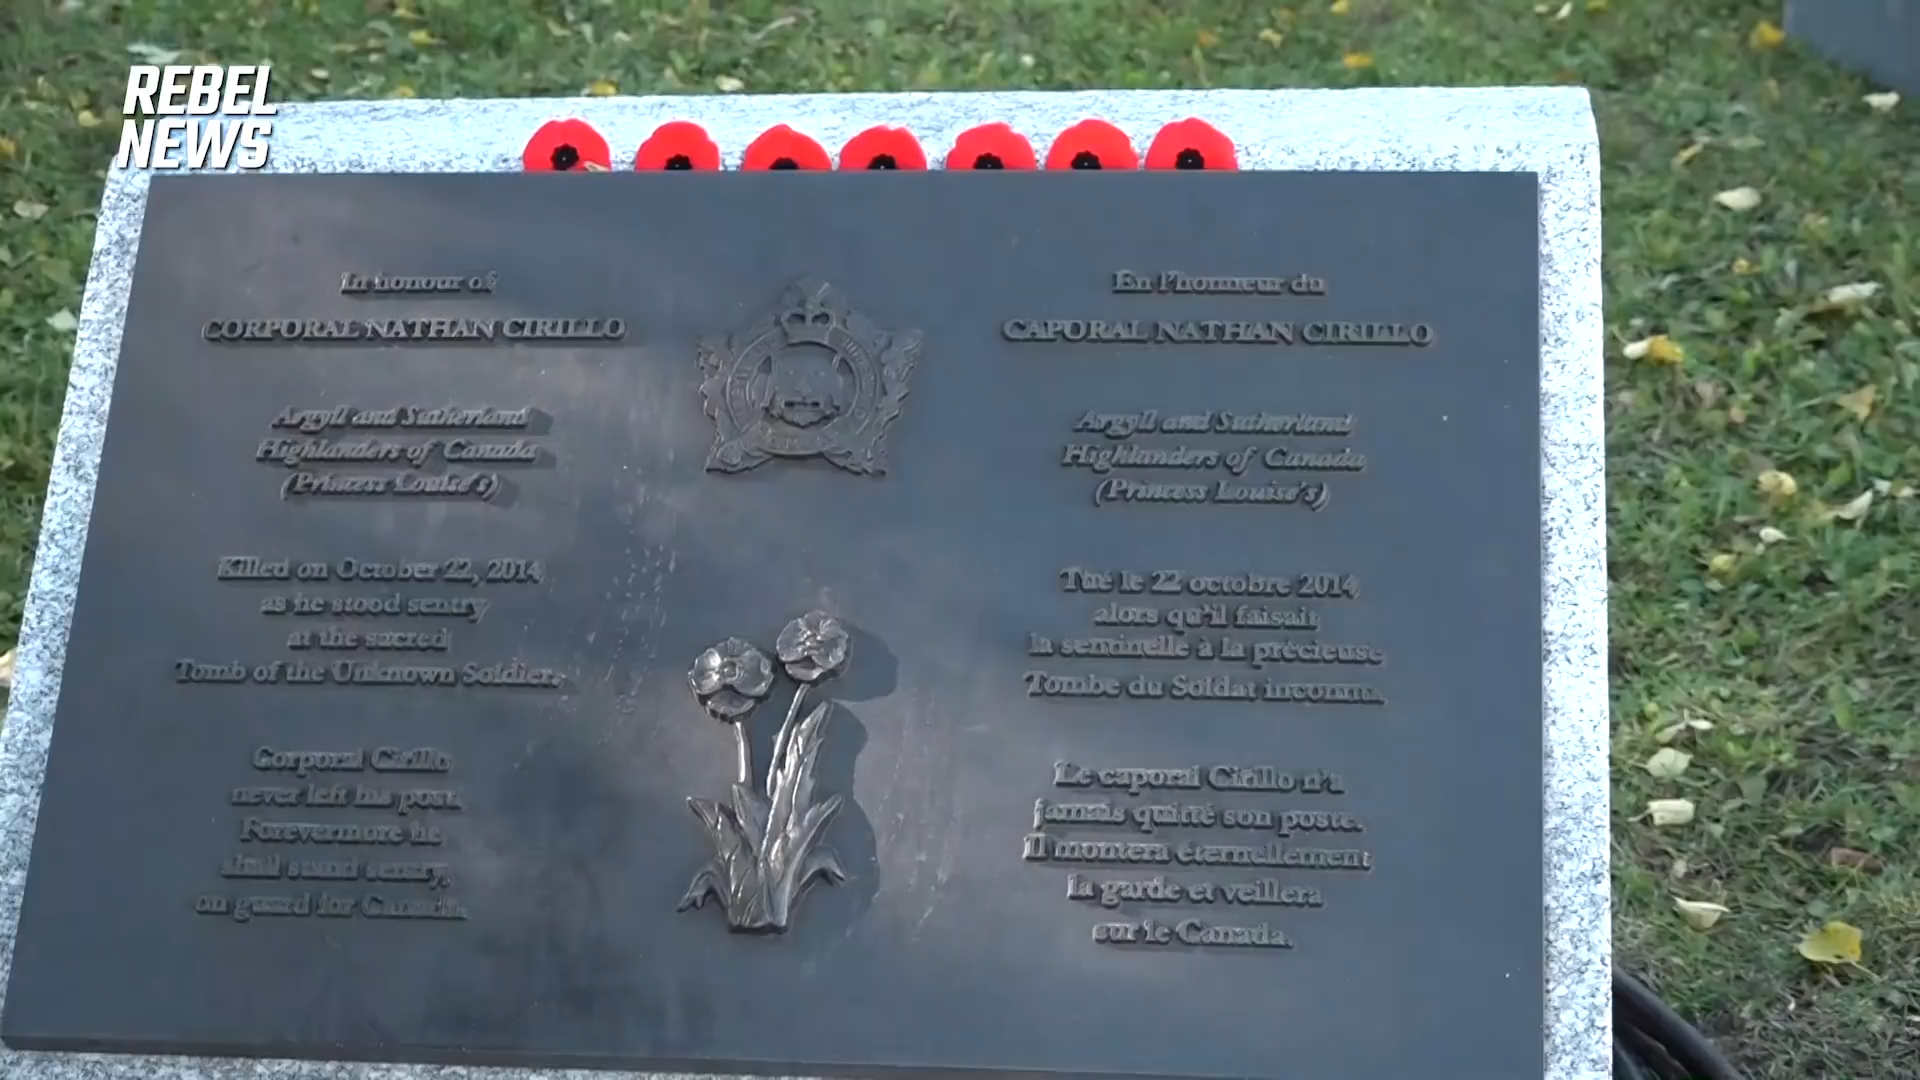 REBEL
NEWS
In honour of
CORPORAL NATHAN CIRILLO
Argyll and Sutherland
Highlanders of Canada
(Princess Louise's)
Killed on October 22, 2014
as he stood sentry
at the sacred
Tomb of the Unknown Soldier.
Corporal Cirillo
never left his post.
Forevermore he
shall stand sentry,
on guard for Canada.
En l'honneur du
CAPORAL NATHAN CIRILLO
Argyll and Sutherland
Highlanders of Canada
(Princess Louise's)
Tué le 22 octobre 2014,
alors qu'il faisait
la sentinelle à la précieuse
Tombe du Soldat inconnu.
Le caporal Cirillo n'a
jamais quitté son poste.
Il montera éternellement
la garde et veillera
sur le Canada.